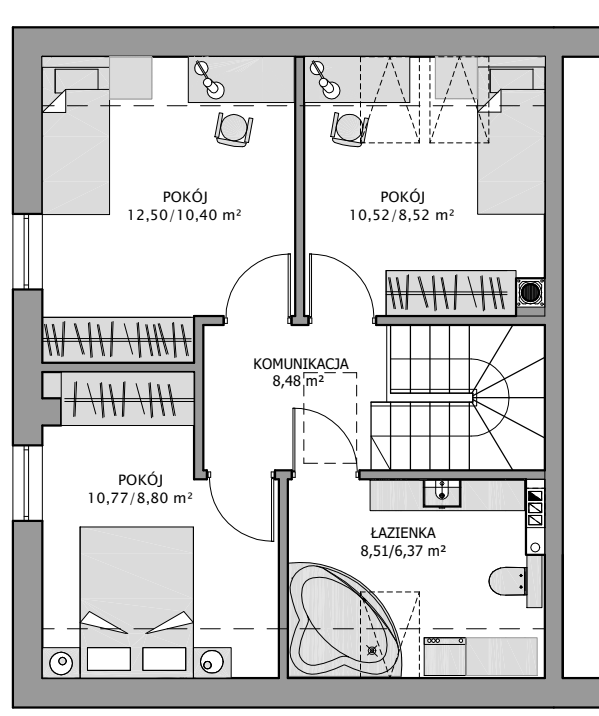 POKÓJ
12,50/10,40 m²
POKÓJ
10,52/8,52 m²
KOMUNIKACJA
8,48 m²
POKÓJ
10,77/8,80 m²
ŁAZIENKA
8,51/6,37 m²